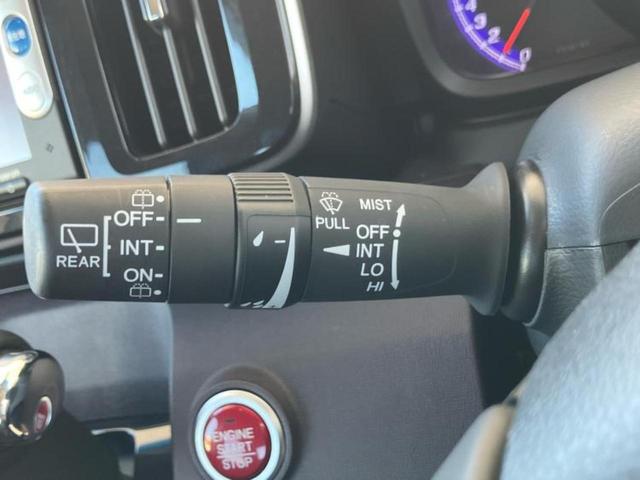 OFF
INT
ON
REAR
PULL
MIST
OFF
INT
LO
HI
ENGINE
START
STOP